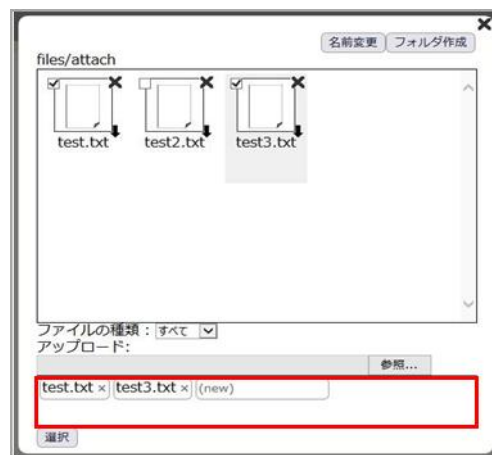 名前変更 フォルダ作成
files/attach
test.txt test2.txt test3.txt
ファイルの種類：すべて
アップロード:
参照...
test.txt × test3.txt × (new)
選択